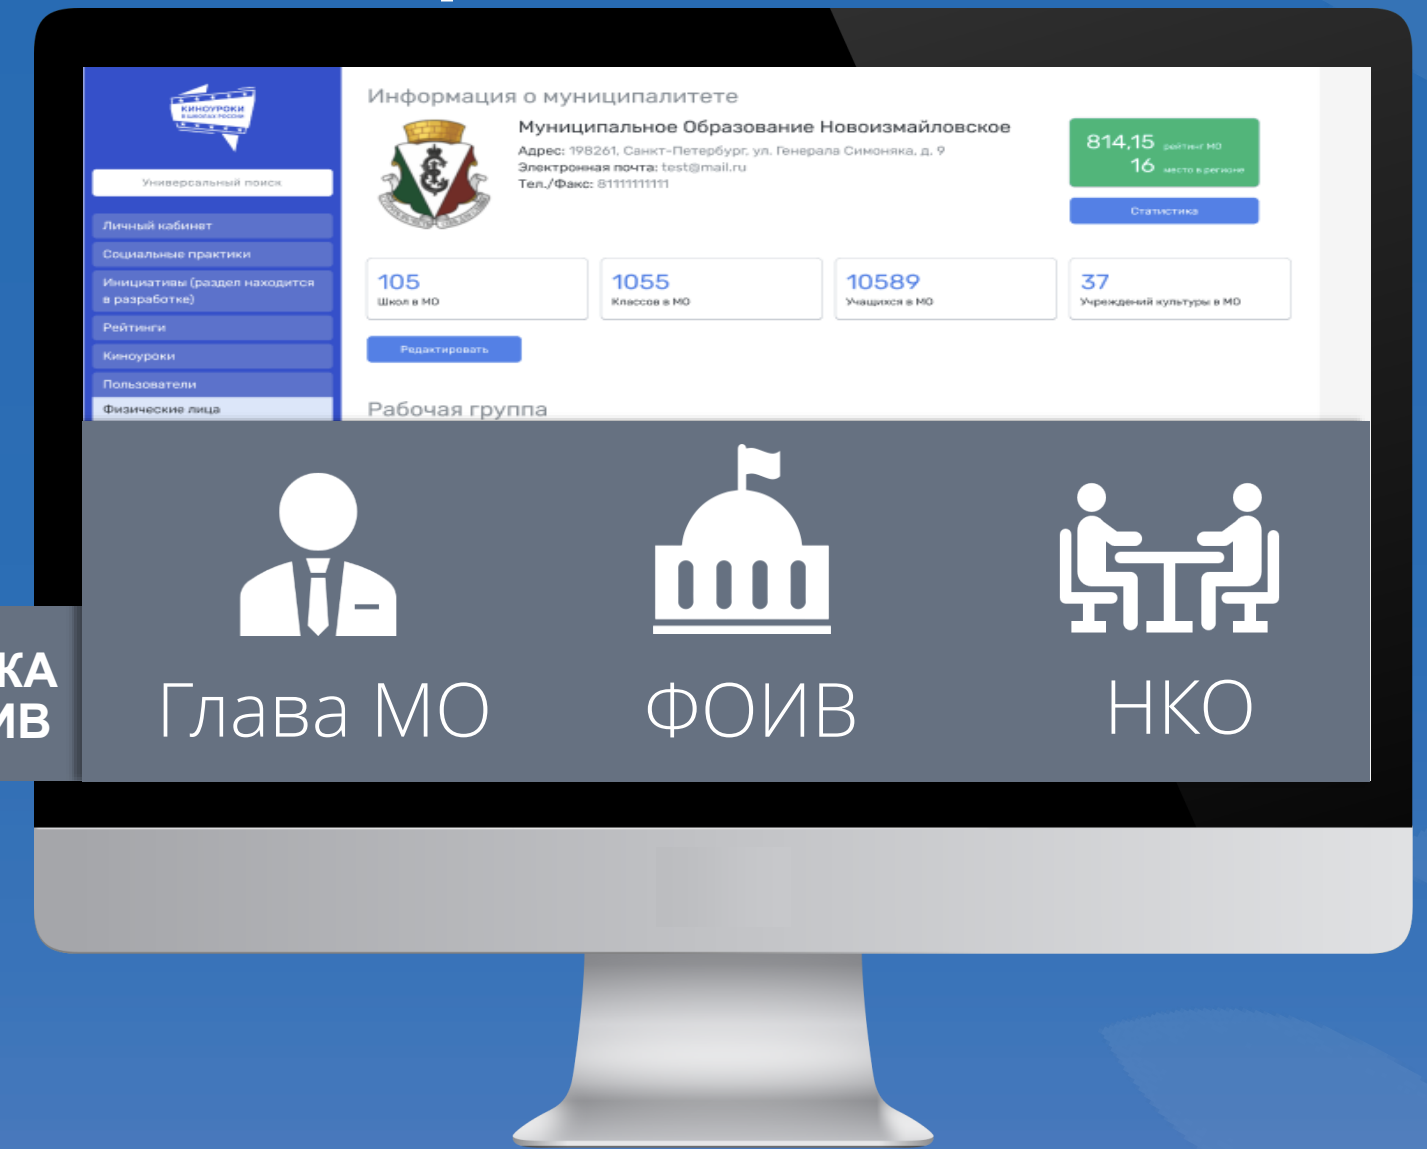 КИНОУРОКИ
В ШКОЛАХ РОССИИ
Универсальный поиск
Личный кабинет
Социальные практики
Инициативы (раздел находится
в разработке)
Рейтинги
Киноуроки
Пользователи
Физические лица
Информация о муниципалитете
Муниципальное Образование Новоизмайловское
Адрес: 198261, Санкт-Петербург, ул. Генерала Симоняка, д. 9
Электронная почта: test@mail.ru
Тел./Факс: 81111111111
814,15 рейтинг МО
16 место в регионе
Статистика
105
Школ в МО
1055
Классов в МО
10589
Учащихся в МО
37
Учреждений культуры в МО
Редактировать
Рабочая группа
КА
ИВ
Глава МО
ФОИВ
НКО